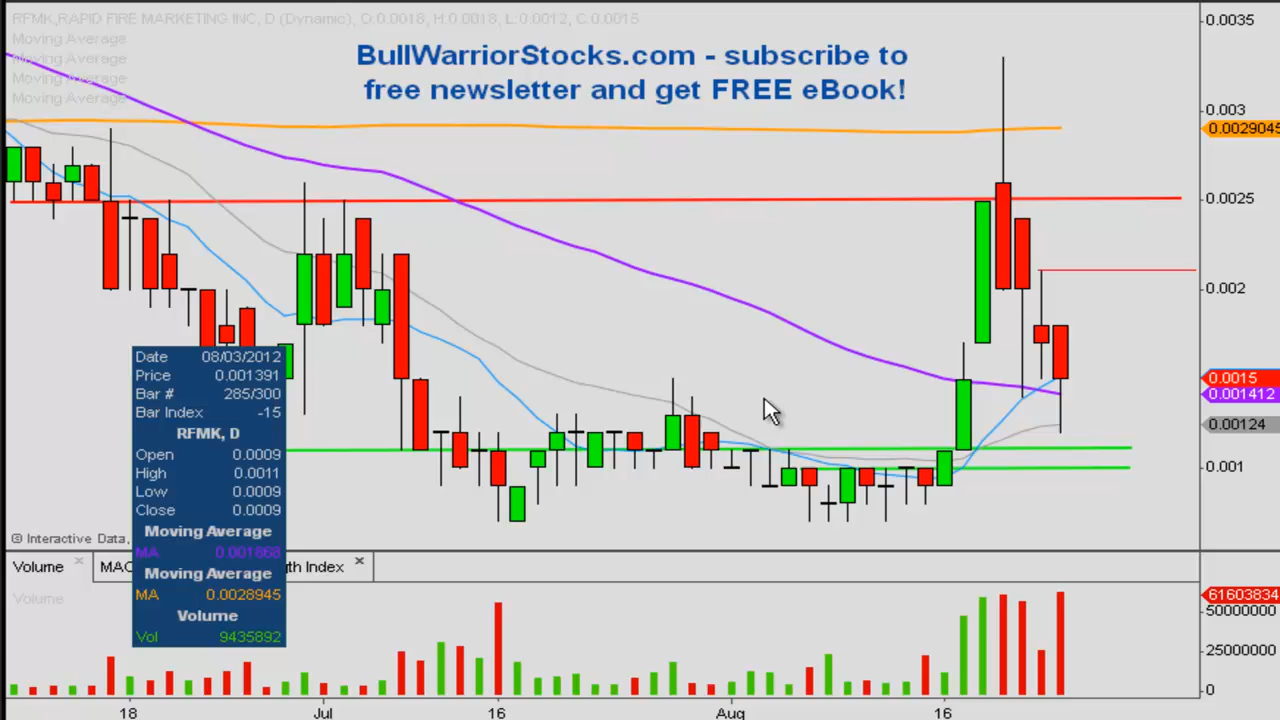 RFMK,RAPID FIRE MARKETING INC, D (Dynamic), O:0.0018, H:0.0018, L:0.0012, C:0.0015
Moving Average
Moving Average
Moving Average
Moving Average
BullWarriorStocks.com - subscribe to
free newsletter and get FREE eBook!
0.0035
0.003
0.0029045
0.0025
0.002
0.0015
0.001412
0.00124
0.001
Date 08/03/2012
Price 0.001391
Bar # 285/300
Bar Index -15
RFMK, D
Open 0.0009
High 0.0011
Low 0.0009
Close 0.0009
Moving Average
MA 0.001868
Moving Average
MA 0.0028945
Volume
Vol 9435892
© Interactive Data,
Volume MAC gth Index
Volume
61603834
50000000
25000000
0
18 Jul 16 Aug 16